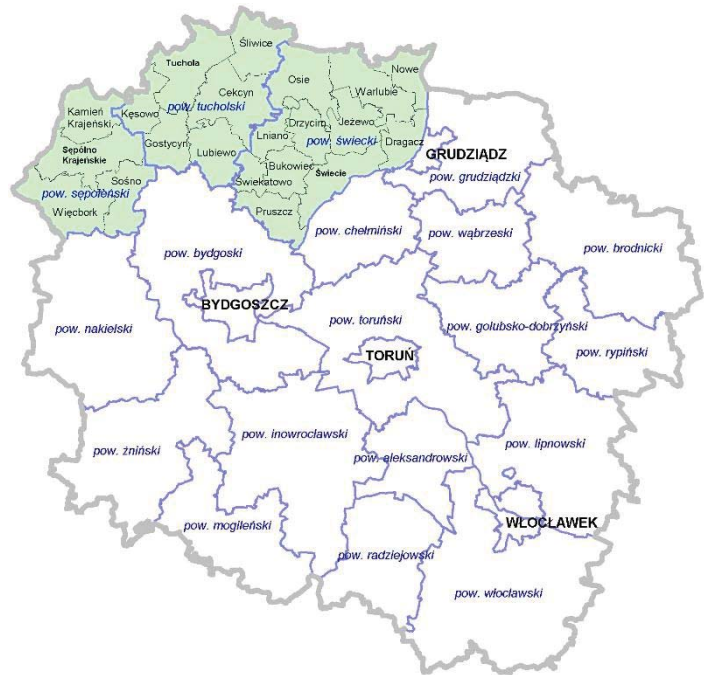 Śliwice
Tuchola
Nowe
Osie
Cekcyn
Warlubie
Kamień
Krajeński
Kęsowo
pow. tucholski
Drzycim
Jeżewo
Gostycyn
Lubiewo
Lniano
pow. świecki
Dragacz
Sępólno
Krajeńskie
Bukowiec
GRUDZIĄDZ
Sośno
Świecie
pow. grudziądzki
pow. sępoleński
Świekatowo
Więcbork
Pruszcz
pow. chełmiński
pow. wąbrzeski
pow. brodnicki
pow. bydgoski
BYDGOSZCZ
pow. nakielski
pow. toruński
pow. golubsko-dobrzyński
TORUŃ
pow. rypiński
pow. inowrocławski
pow. żniński
pow. lipnowski
pow. aleksandrowski
pow. mogileński
WŁOCŁAWEK
pow. radziejowski
pow. włocławski